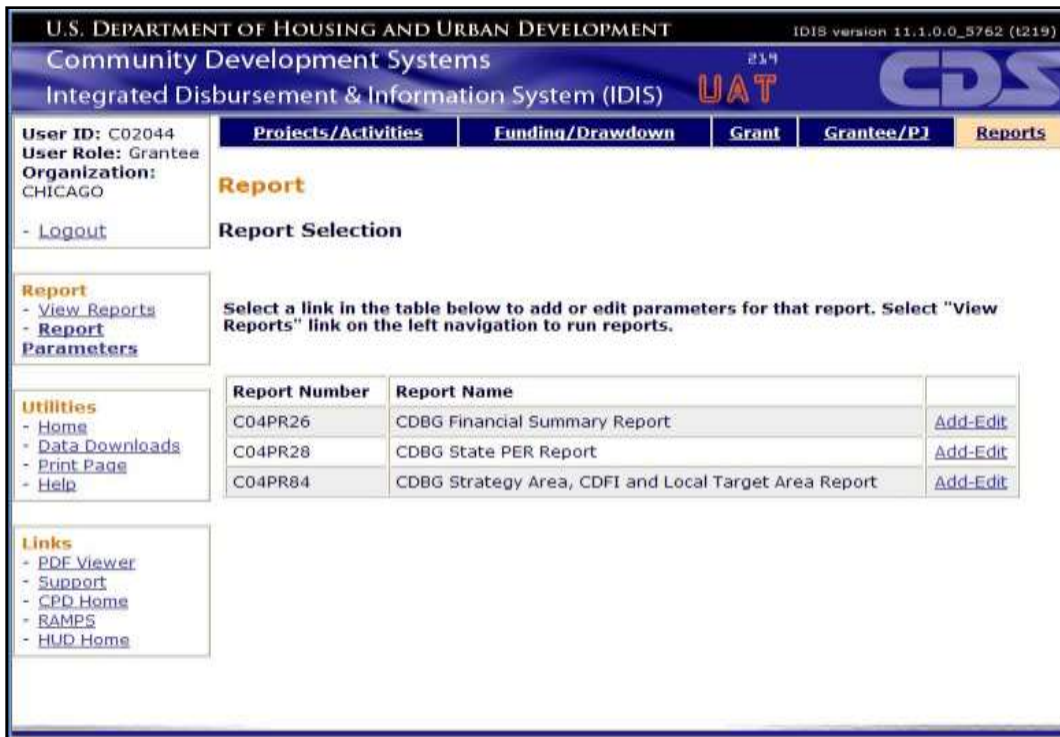 U.S. DEPARTMENT OF HOUSING AND URBAN DEVELOPMENT
IDIS version 11.1.0.0_5762 (t219)
Community Development Systems
Integrated Disbursement & Information System (IDIS)
219
UAT
CDS
User ID: C02044
User Role: Grantee
Organization:
CHICAGO
- Logout
Projects/Activities Funding/Drawdown Grant Grantee/PJ Reports
Report
- View Reports
- Report
Parameters
Utilities
- Home
- Data Downloads
- Print Page
- Help
Links
- PDF Viewer
- Support
- CPD Home
- RAMPS
- HUD Home
Report
Report Selection
Select a link in the table below to add or edit parameters for that report. Select "View
Reports" link on the left navigation to run reports.
Report Number Report Name
C04PR26 CDBG Financial Summary Report Add-Edit
C04PR28 CDBG State PER Report Add-Edit
C04PR84 CDBG Strategy Area, CDFI and Local Target Area Report Add-Edit